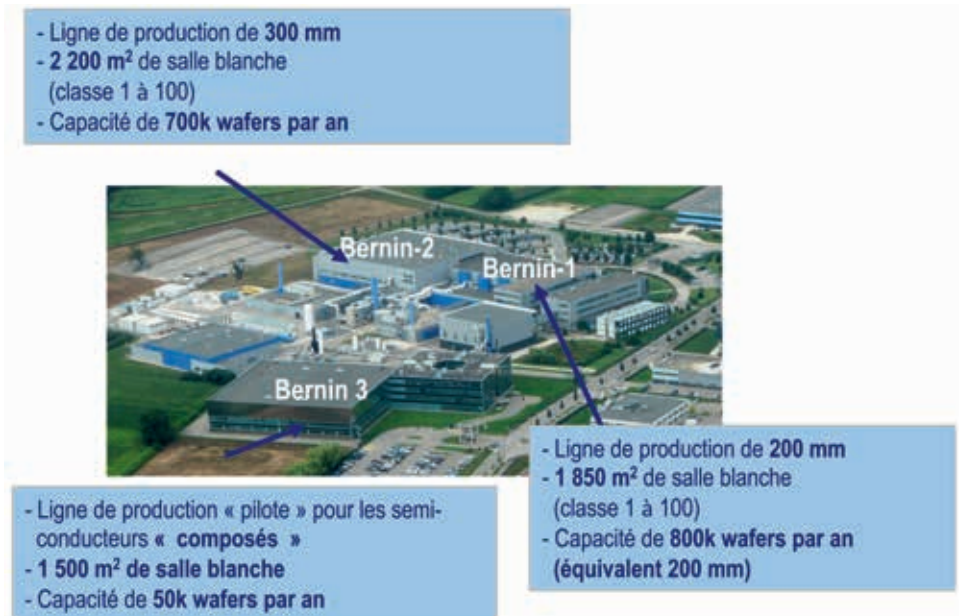 - Ligne de production de 300 mm
- 2 200 m² de salle blanche
(classe 1 à 100)
- Capacité de 700k wafers par an
Bernin-2
Bernin-1
Bernin 3
- Ligne de production de 200 mm
- 1 850 m² de salle blanche
(classe 1 à 100)
- Capacité de 800k wafers par an
(équivalent 200 mm)
- Ligne de production « pilote » pour les semi-
conducteurs « composés »
- 1 500 m² de salle blanche
- Capacité de 50k wafers par an